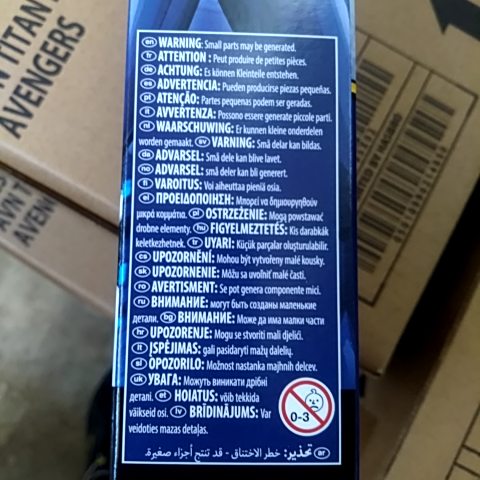 N TITAN
AVENGERS
AVN TI
AVEN
en WARNING: Small parts may be generated.
fr ATTENTION : Peut produire de petites pièces.
de ACHTUNG: Es können Kleinteile entstehen.
es ADVERTENCIA: Pueden producirse piezas pequeñas.
pt ATENÇÃO: Partes pequenas podem ser geradas.
it AVVERTENZA: Possono essere generate piccole parti.
nl WAARSCHUWING: Er kunnen kleine onderdelen
worden gemaakt. sv VARNING: Små delar kan bildas.
da ADVARSEL: Små dele kan blive lavet.
no ADVARSEL: små deler kan bli generert.
fi VAROITUS: Voi aiheuttaa pieniä osia.
el ΠΡΟΕΙΔΟΠΟΙΗΣΗ: Μπορεί να δημιουργηθούν
μικρά κομμάτια. pl OSTRZEŻENIE: Mogą powstawać
drobne elementy. hu FIGYELMEZTETÉS: Kis darabkák
keletkezhetnek. tr UYARI: Küçük parçalar oluşturulabilir.
cs UPOZORNĚNÍ: Mohou být vytvořeny malé kousky.
sk UPOZORNENIE: Môžu sa uvoľniť malé časti.
ro AVERTISMENT: Se pot genera componente mici.
ru ВНИМАНИЕ: могут быть созданы маленькие
детали. bg ВНИМАНИЕ: Може да има малки части
hr UPOZORENJE: Mogu se stvoriti mali djelići.
lt ĮSPĖJIMAS: gali pasidaryti mažų dalelių.
sl OPOZORILO: Možnost nastanka majhnih delcev.
uk УВАГА: Можуть виникати дрібні
деталі. et HOIATUS: võib tekkida
väikseid osi. lv BRĪDINĀJUMS: Var
veidoties mazas detaļas.
0-3
ar تحذير: خطر الاختناق - قد تنتج أجزاء صغيرة.